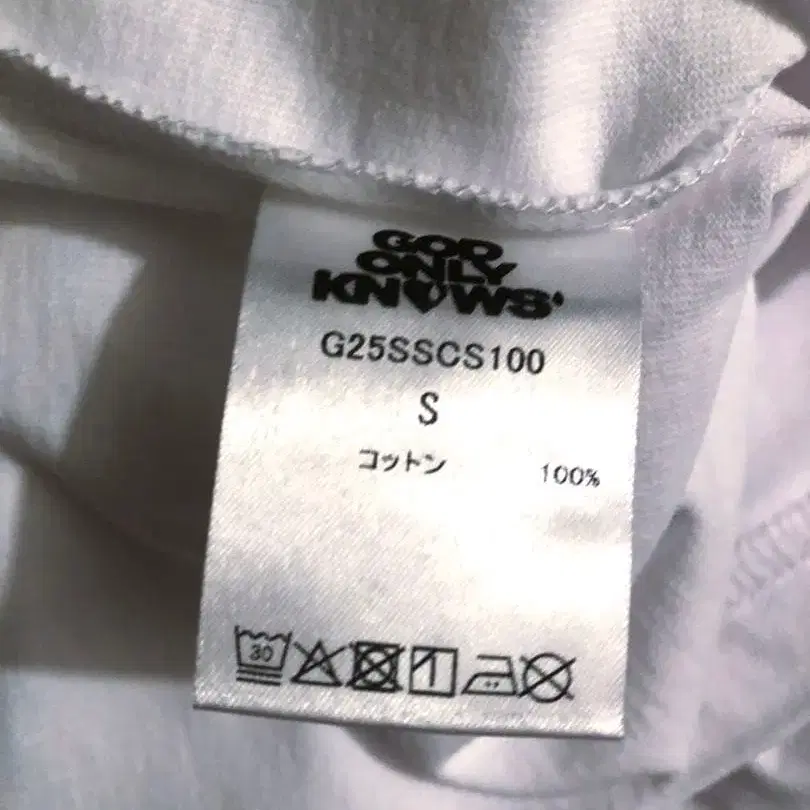 GOD
ONLY
KNOWS'
G25SSCS100
S
コットン 100%
30